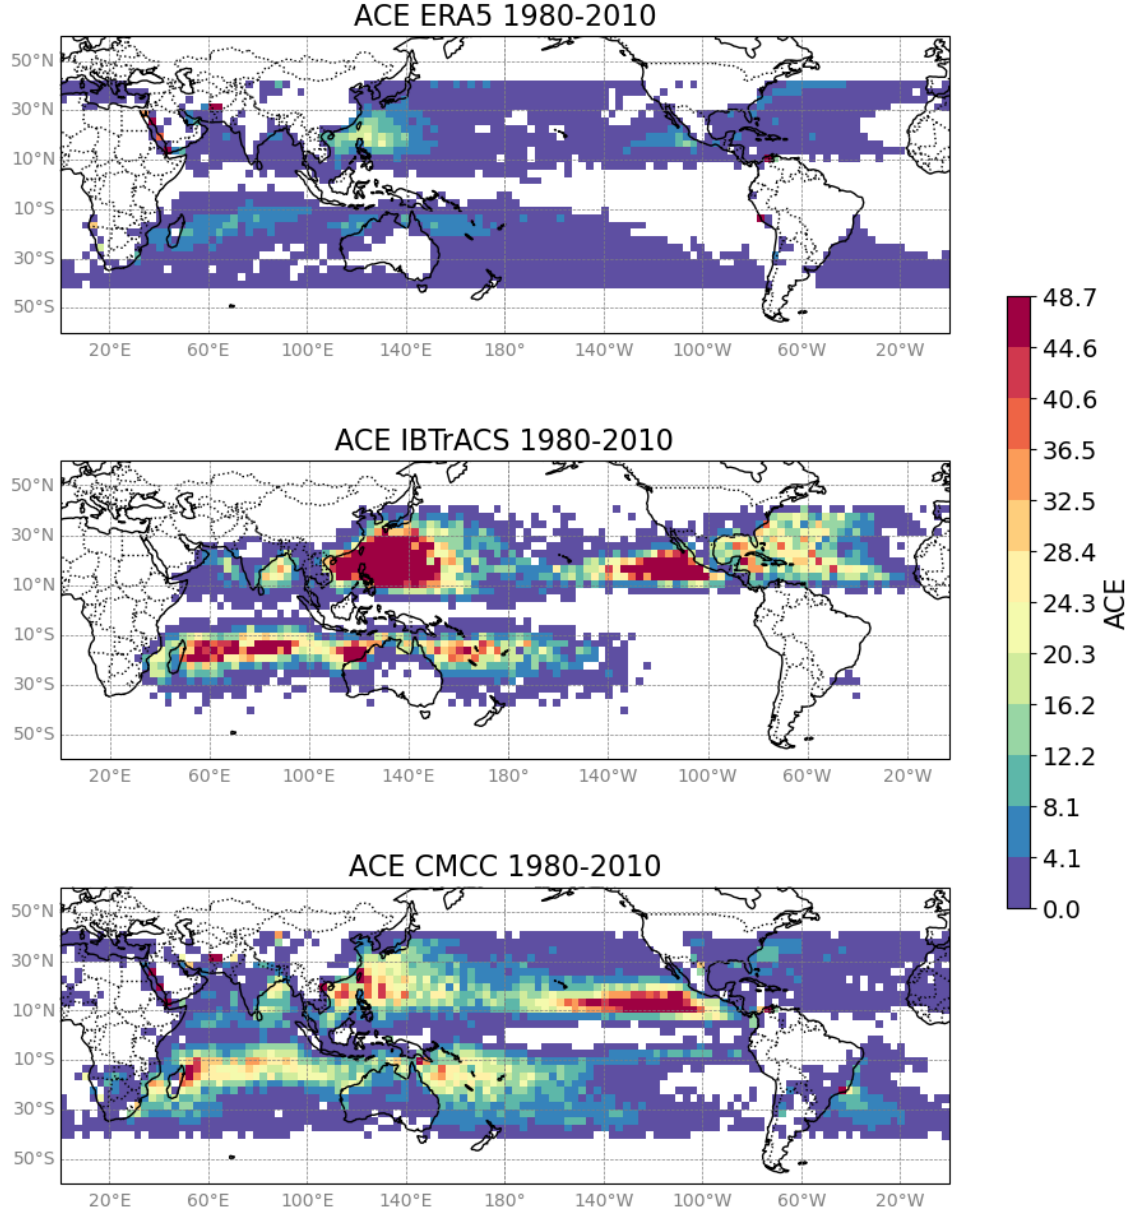 ACE ERA5 1980-2010
50°N
30°N
10°N
10°S
30°S
50°S
20°E 60°E 100°E 140°E 180° 140°W 100°W 60°W 20°W
ACE IBTrACS 1980-2010
50°N
30°N
10°N
10°S
30°S
50°S
20°E 60°E 100°E 140°E 180° 140°W 100°W 60°W 20°W
ACE CMCC 1980-2010
50°N
30°N
10°N
10°S
30°S
50°S
20°E 60°E 100°E 140°E 180° 140°W 100°W 60°W 20°W
48.7
44.6
40.6
36.5
32.5
28.4
24.3
20.3
16.2
12.2
8.1
4.1
0.0
ACE